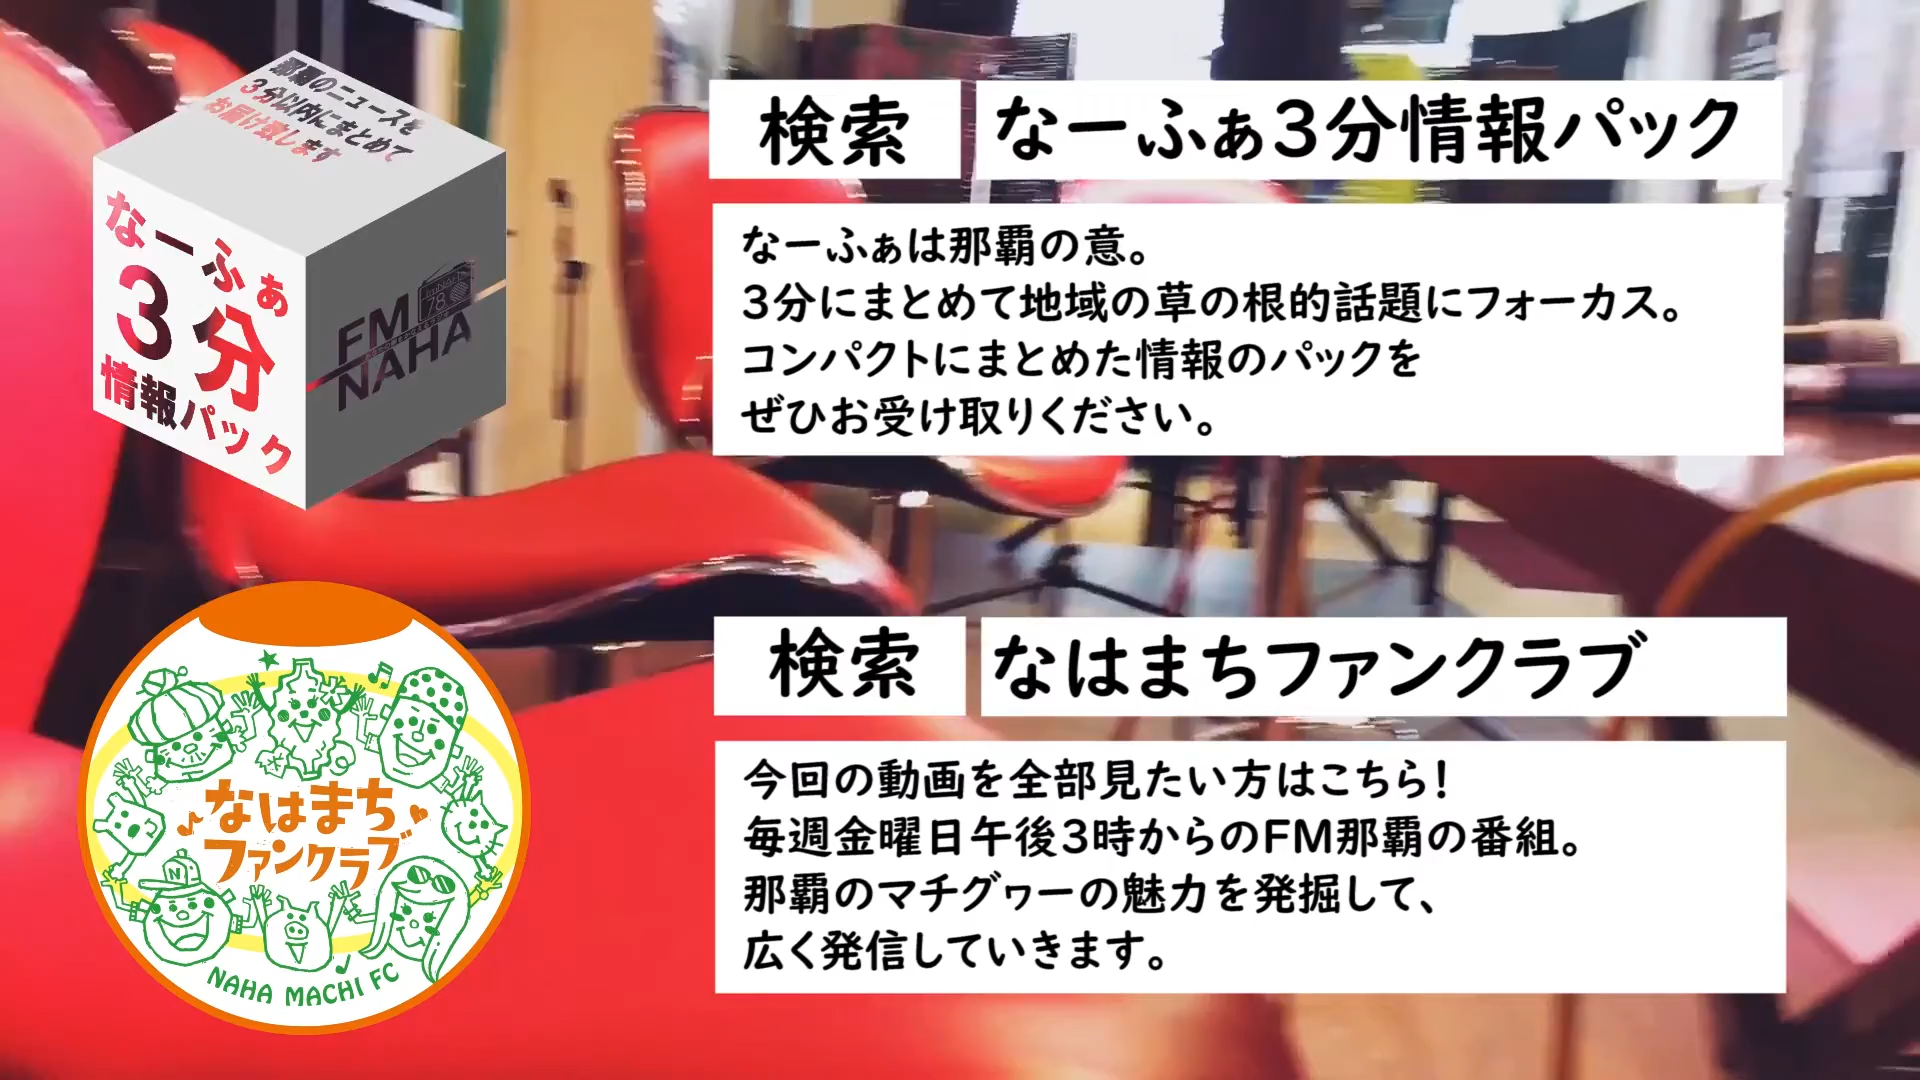 那覇のニュースを
3分以内にまとめて
お届け致します
なーふぁ
3分
情報パック
FM
NAHA
検索
なーふぁ3分情報パック
なーふぁは那覇の意。
3分にまとめて地域の草の根的話題にフォーカス。
コンパクトにまとめた情報のパックを
ぜひお受け取りください。
なはまち
ファンクラブ
N
NAHA MACHI FC
検索
なはまちファンクラブ
今回の動画を全部見たい方はこちら!
毎週金曜日午後3時からのFM那覇の番組。
那覇のマチグヮーの魅力を発掘して、
広く発信していきます。